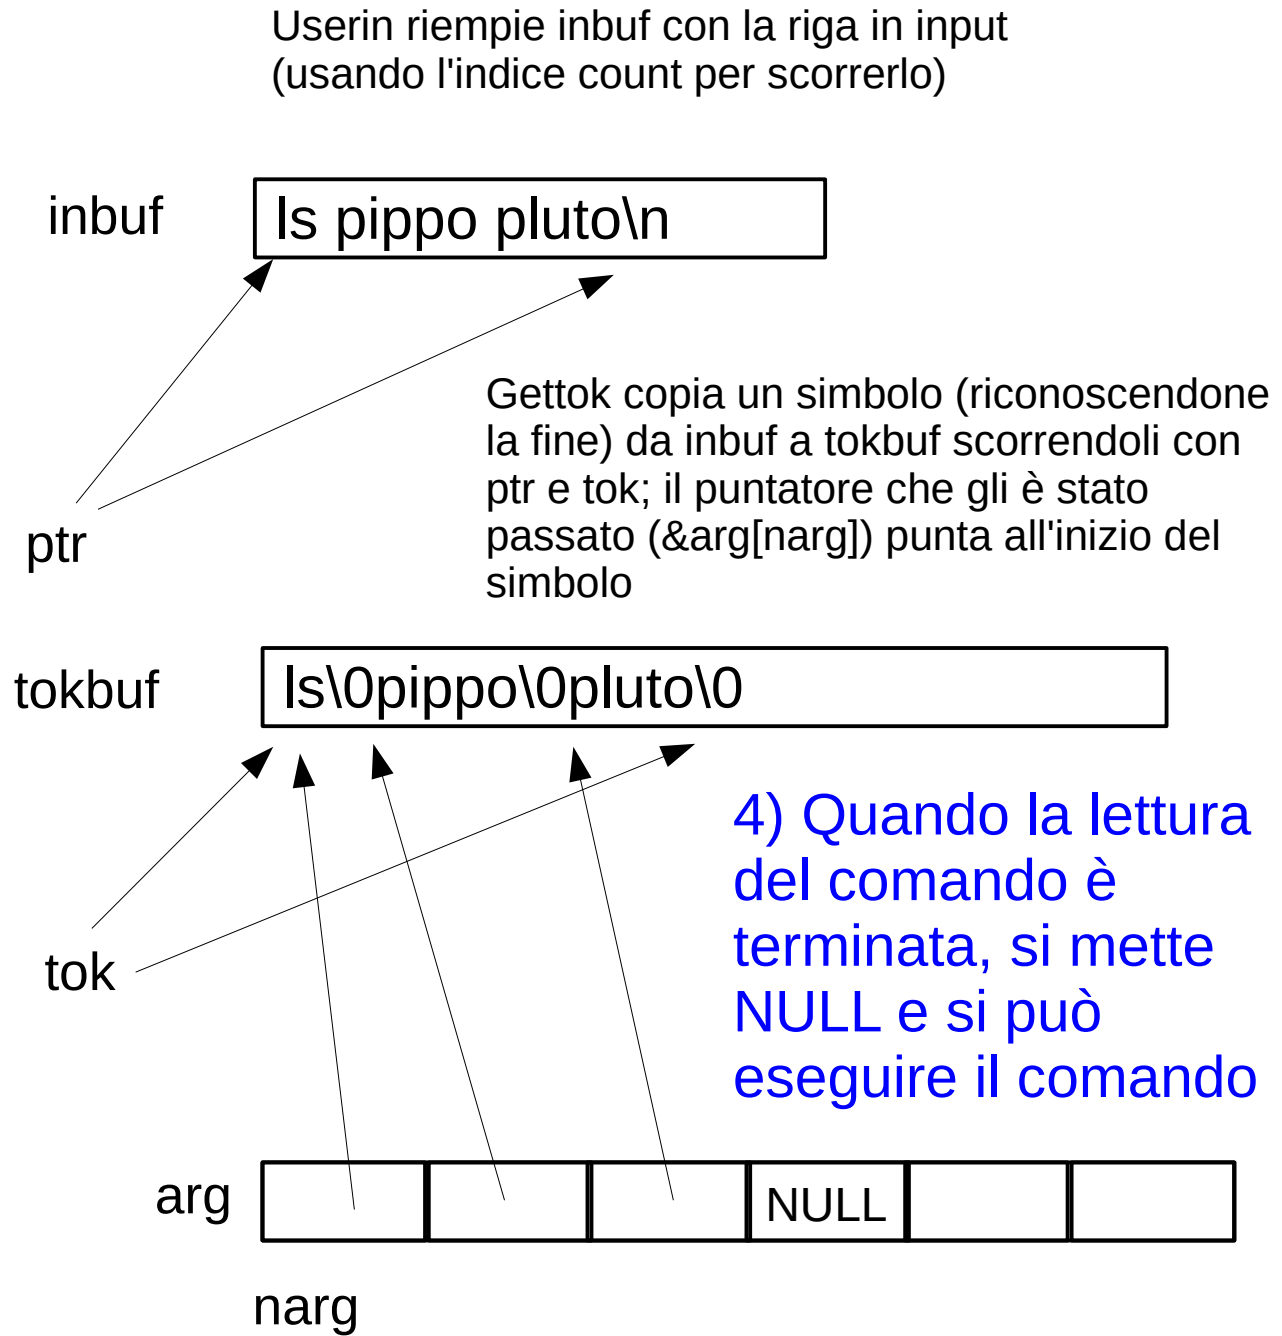 Userin riempie inbuf con la riga in input
(usando l'indice count per scorrerlo)
inbuf
ls pippo pluto\n
Gettok copia un simbolo (riconoscendone
la fine) da inbuf a tokbuf scorrendoli con
ptr e tok; il puntatore che gli è stato
passato (&arg[narg]) punta all'inizio del
simbolo
ptr
tokbuf
ls\0pippo\0pluto\0
4) Quando la lettura
del comando è
terminata, si mette
NULL e si può
eseguire il comando
tok
arg
NULL
narg